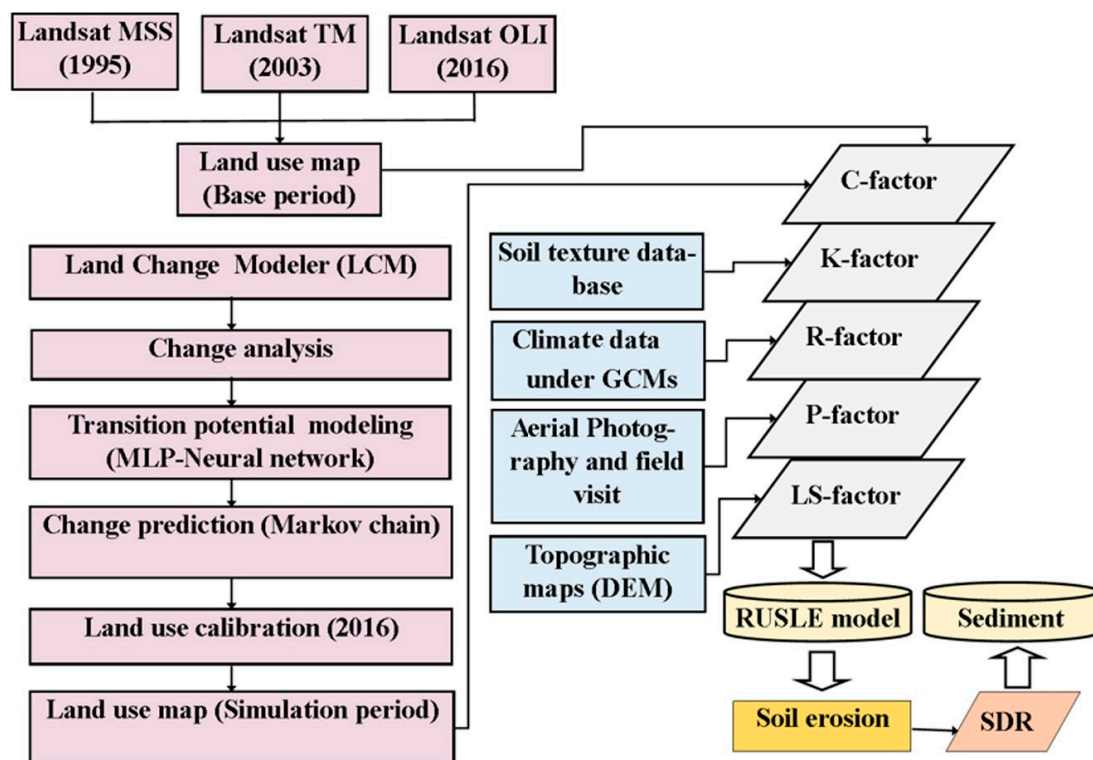 Landsat MSS
(1995)
Landsat TM
(2003)
Landsat OLI
(2016)
Land use map
(Base period)
Land Change Modeler (LCM)
Change analysis
Transition potential modeling
(MLP-Neural network)
Change prediction (Markov chain)
Land use calibration (2016)
Land use map (Simulation period)
Soil texture data-
base
Climate data
under GCMs
Aerial Photog-
raphy and field
visit
Topographic
maps (DEM)
C-factor
K-factor
R-factor
P-factor
LS-factor
RUSLE model
Sediment
Soil erosion
SDR